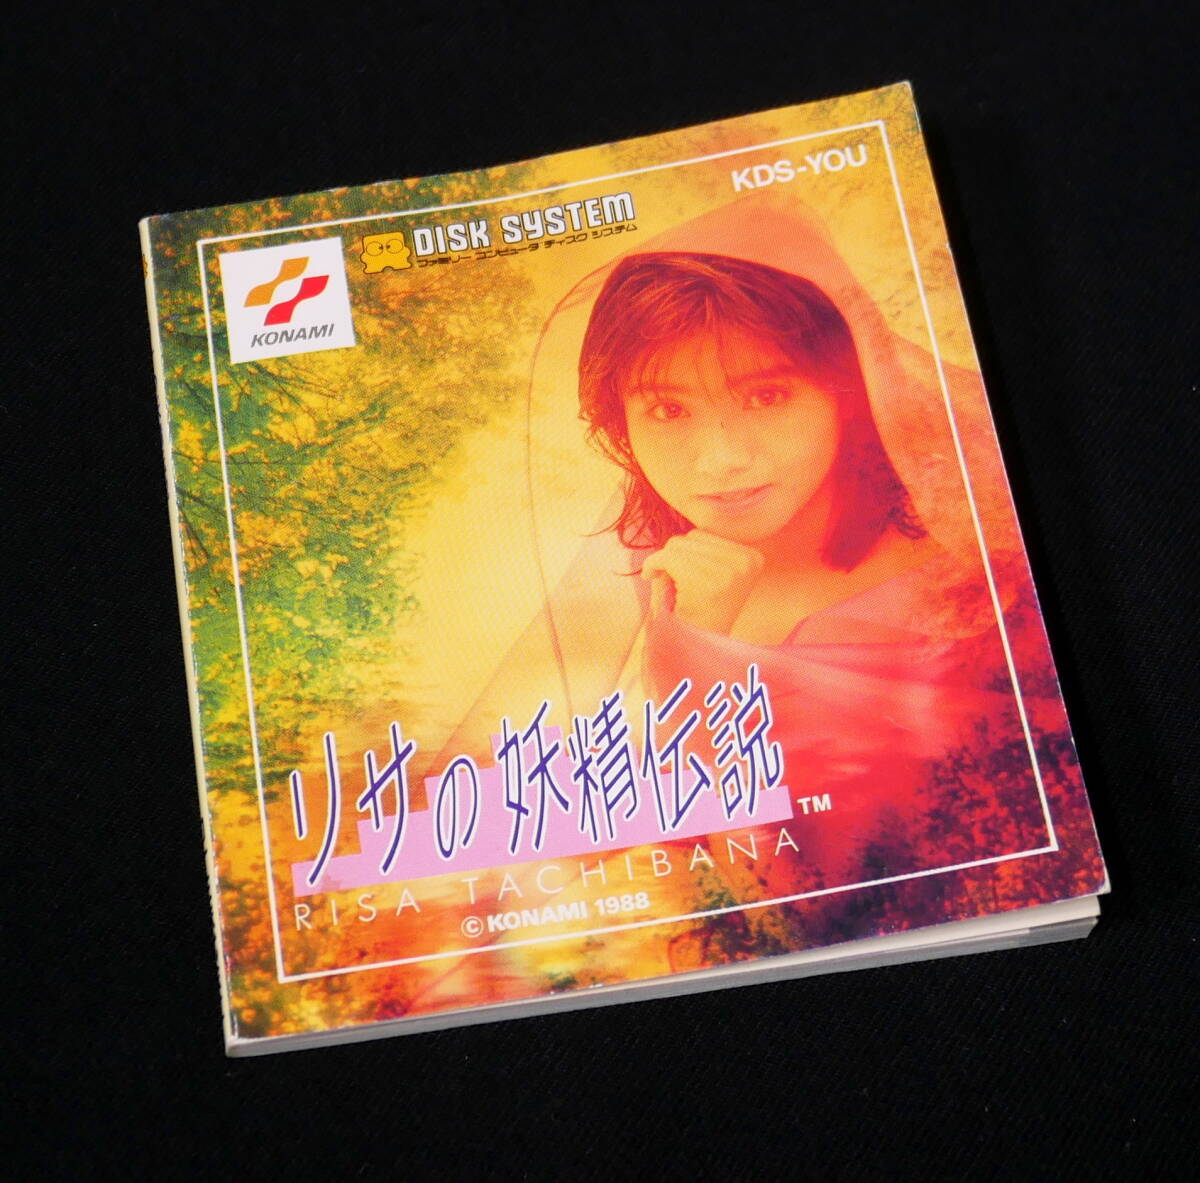 KDS-YOU
DISK SYSTEM
ファミリー コンピュータ ディスク システム
KONAMI
リサの妖精伝説
TM
RISA TACHIBANA
©KONAMI 1988